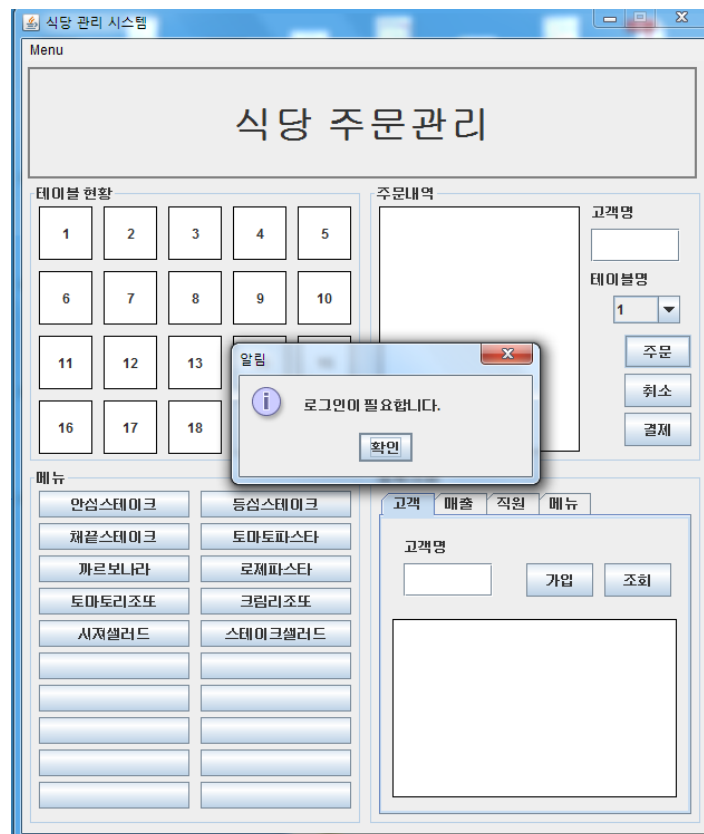 식당 관리 시스템
Menu
식당 주문관리
테이블 현황
1 2 3 4 5
6 7 8 9 10
11 12 13
16 17 18
주문내역
고객명
테이블명
1
주문
취소
결제
알림
로그인이 필요합니다.
확인
메뉴
안심스테이크 등심스테이크
채끝스테이크 토마토파스타
까르보나라 로제파스타
토마토리조또 크림리조또
시져샐러드 스테이크샐러드
고객 매출 직원 메뉴
고객명
가입 조회